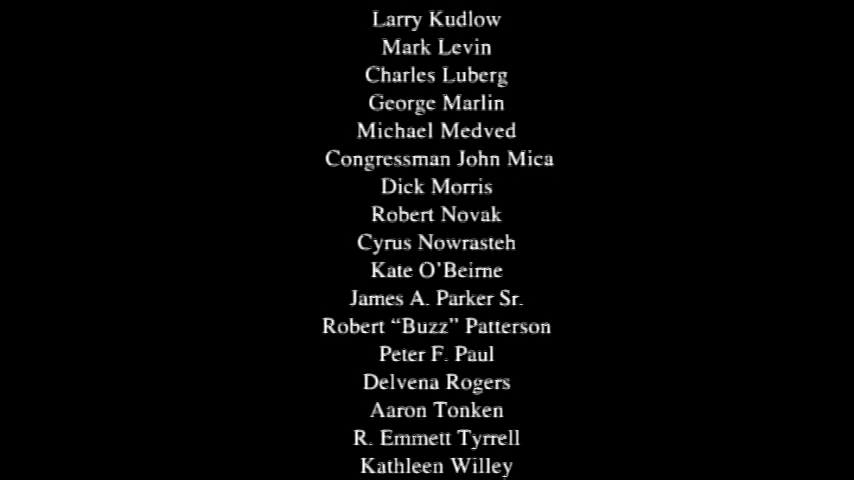 Larry Kudlow
Mark Levin
Charles Luberg
George Marlin
Michael Medved
Congressman John Mica
Dick Morris
Robert Novak
Cyrus Nowrasteh
Kate O'Beirne
James A. Parker Sr.
Robert “Buzz” Patterson
Peter F. Paul
Delvena Rogers
Aaron Tonken
R. Emmett Tyrrell
Kathleen Willey